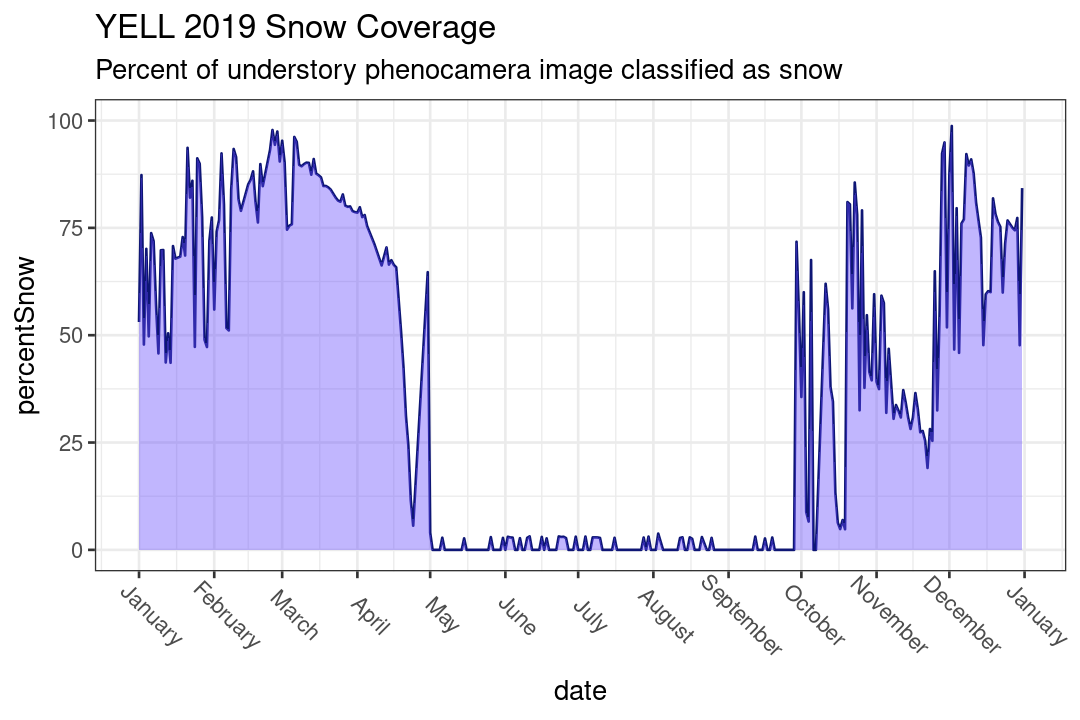 YELL 2019 Snow Coverage
Percent of understory phenocamera image classified as snow
percentSnow
100
75
50
25
0
January
February
March
April
May
June
July
August
September
October
November
December
January
date